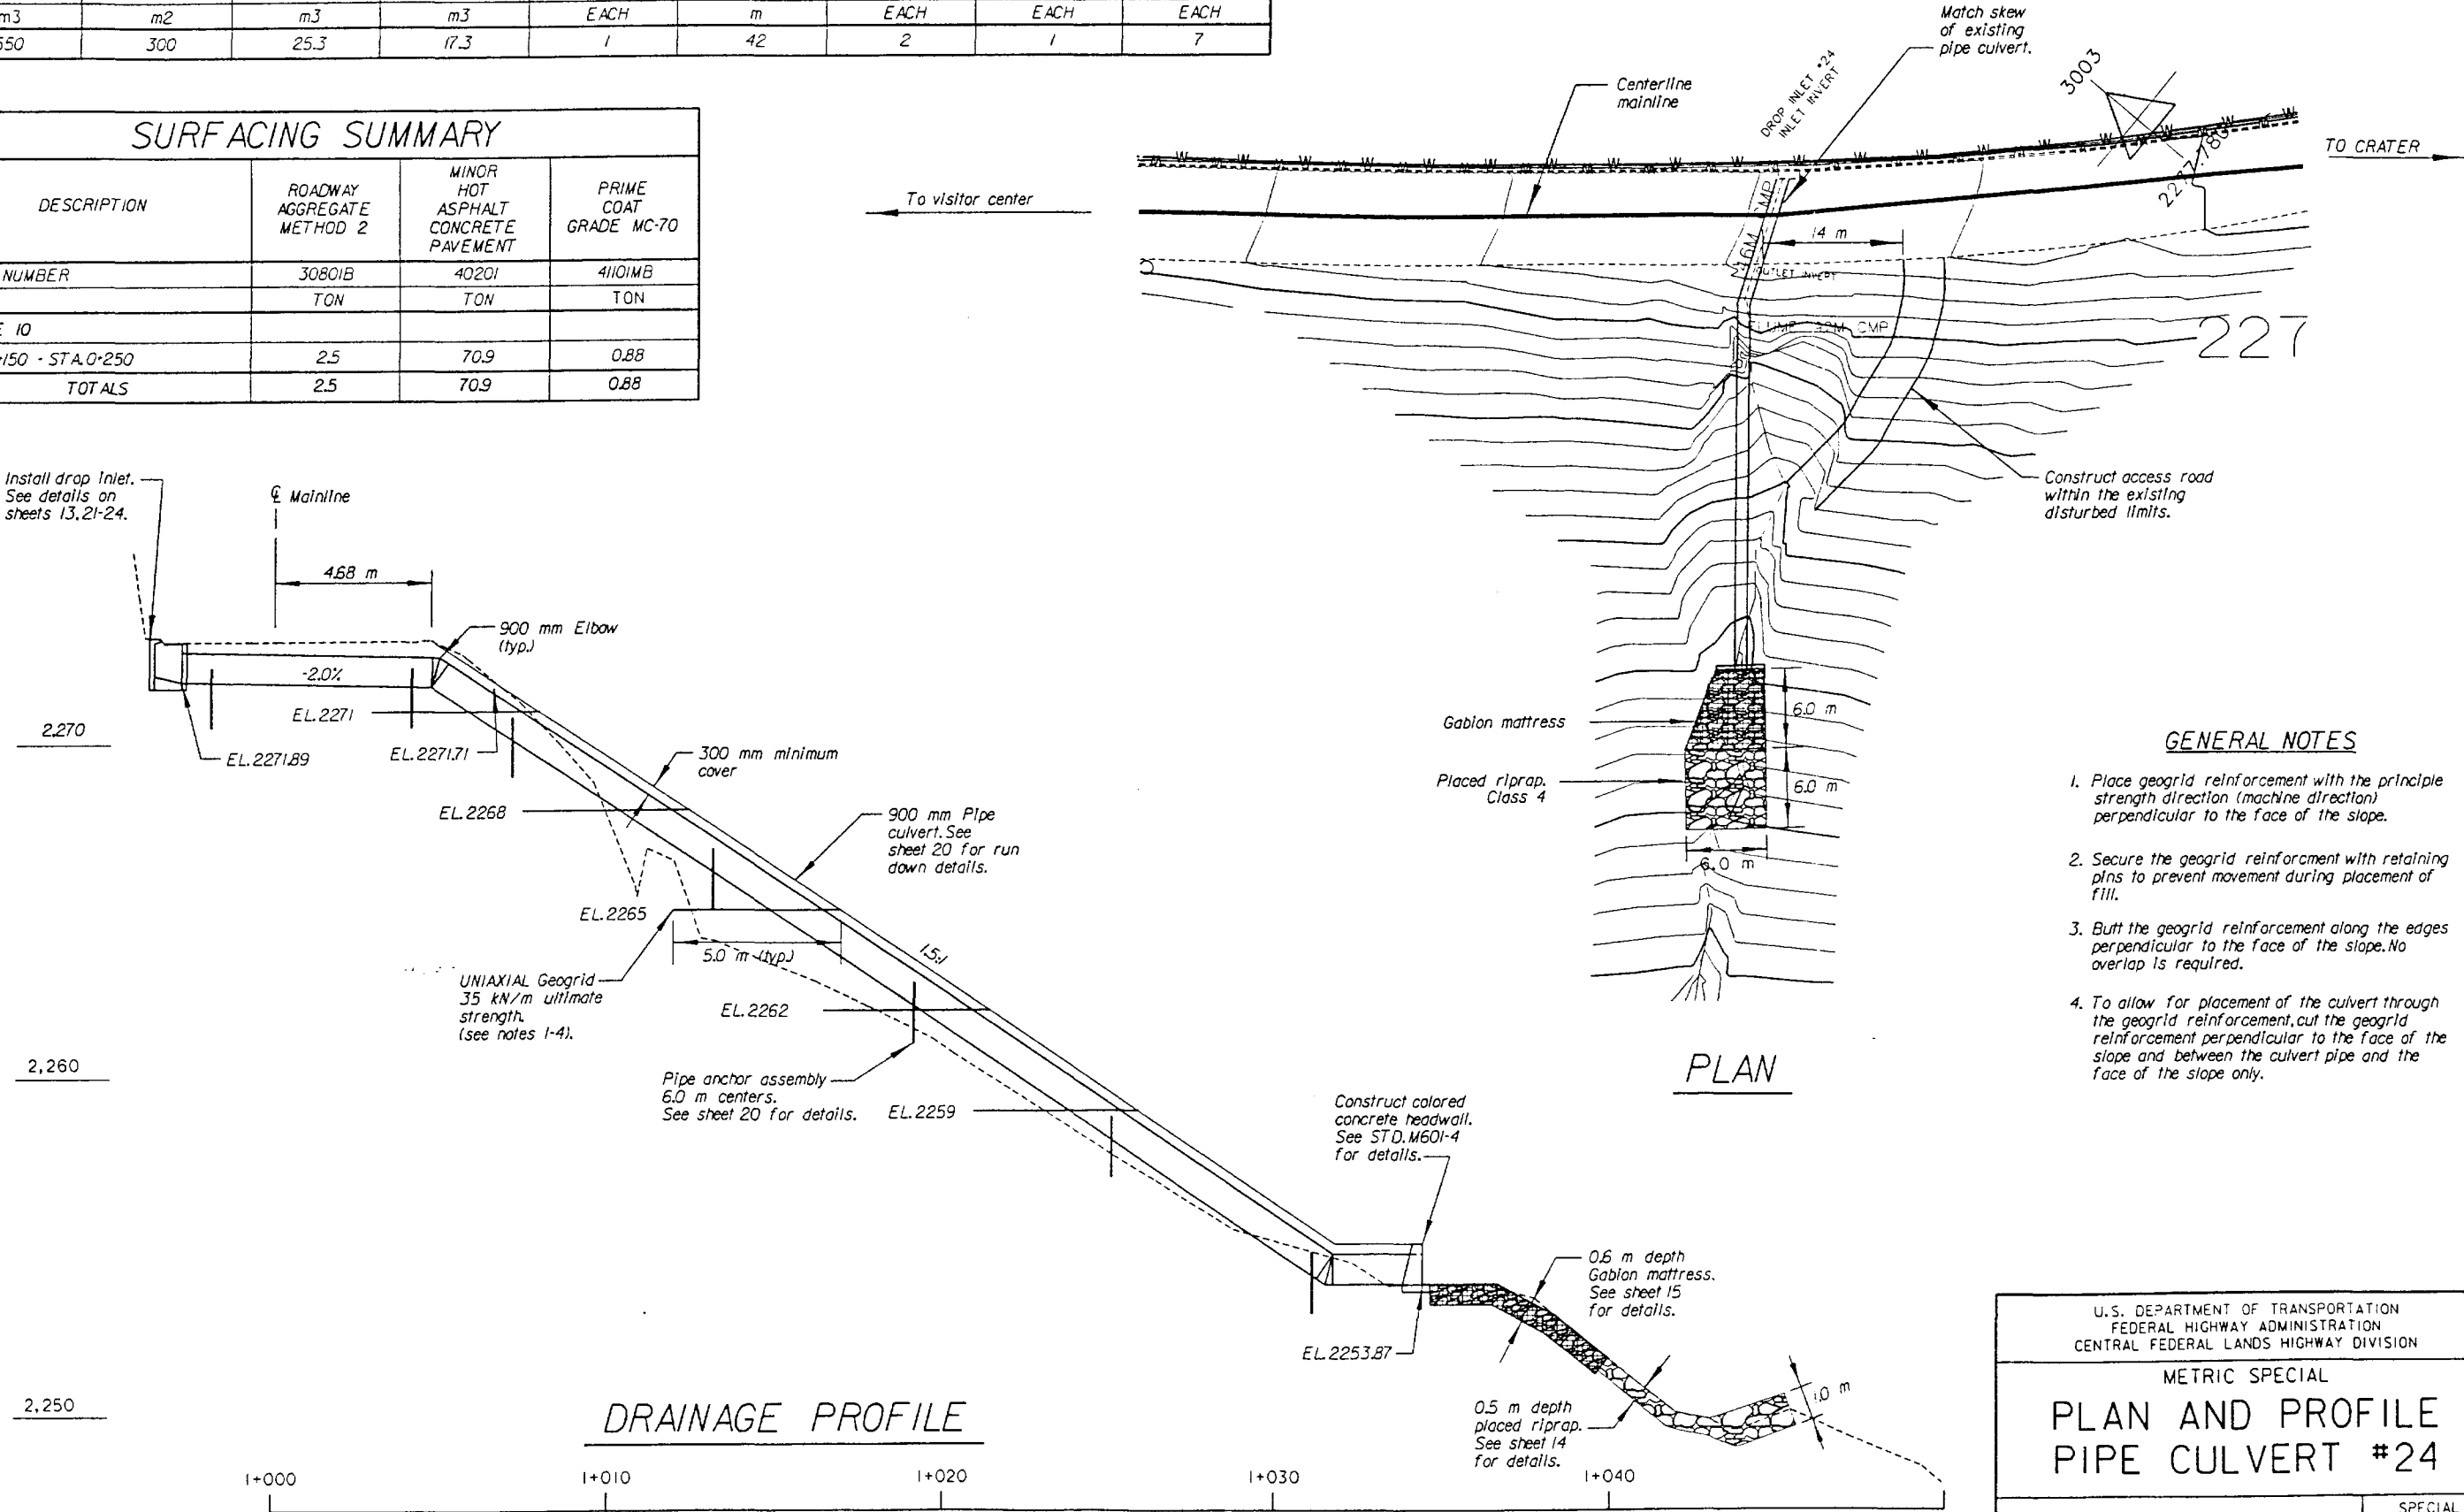 m3 m2 m3 m3 EACH m EACH EACH EACH
550 300 25.3 17.3 1 42 2 1 7
SURFACING SUMMARY
DESCRIPTION
ROADWAY
AGGREGATE
METHOD 2
MINOR
HOT
ASPHALT
CONCRETE
PAVEMENT
PRIME
COAT
GRADE MC-70
NUMBER 30801B 40201 41101MB
TON TON TON
E 10
+150 - STA.0+250 2.5 70.9 0.88
TOTALS 2.5 70.9 0.88
Match skew
of existing
pipe culvert.
Centerline
mainline
DROP INLET #24
INLET INVERT
3003
2272.780
TO CRATER
To visitor center
16M CMP
14 m
OUTLET INVERT
CMP
227
Construct access road
within the existing
disturbed limits.
Gabion mattress
6.0 m
Placed riprap.
Class 4
6.0 m
6.0 m
PLAN
Install drop inlet.
See details on
sheets 13,21-24.
℄ Mainline
4.68 m
900 mm Elbow
(typ.)
-2.0%
EL.2271
2,270
EL.2271.89
EL.2271.71
300 mm minimum
cover
EL.2268
900 mm Pipe
culvert. See
sheet 20 for run
down details.
EL.2265
5.0 m (typ.)
1.5:1
UNIAXIAL Geogrid
35 kN/m ultimate
strength.
(see notes 1-4).
EL.2262
2,260
Pipe anchor assembly
6.0 m centers.
See sheet 20 for details.
EL.2259
Construct colored
concrete headwall.
See STD.M601-4
for details.
0.6 m depth
Gabion mattress.
See sheet 15
for details.
EL.2253.87
2,250
0.5 m depth
placed riprap.
See sheet 14
for details.
1.0 m
DRAINAGE PROFILE
1+000 1+010 1+020 1+030 1+040
GENERAL NOTES
1. Place geogrid reinforcement with the principle
strength direction (machine direction)
perpendicular to the face of the slope.
2. Secure the geogrid reinforcment with retaining
pins to prevent movement during placement of
fill.
3. Butt the geogrid reinforcement along the edges
perpendicular to the face of the slope. No
overlap is required.
4. To allow for placement of the culvert through
the geogrid reinforcement, cut the geogrid
reinforcement perpendicular to the face of the
slope and between the culvert pipe and the
face of the slope only.
U.S. DEPARTMENT OF TRANSPORTATION
FEDERAL HIGHWAY ADMINISTRATION
CENTRAL FEDERAL LANDS HIGHWAY DIVISION
METRIC SPECIAL
PLAN AND PROFILE
PIPE CULVERT #24
SPECIAL